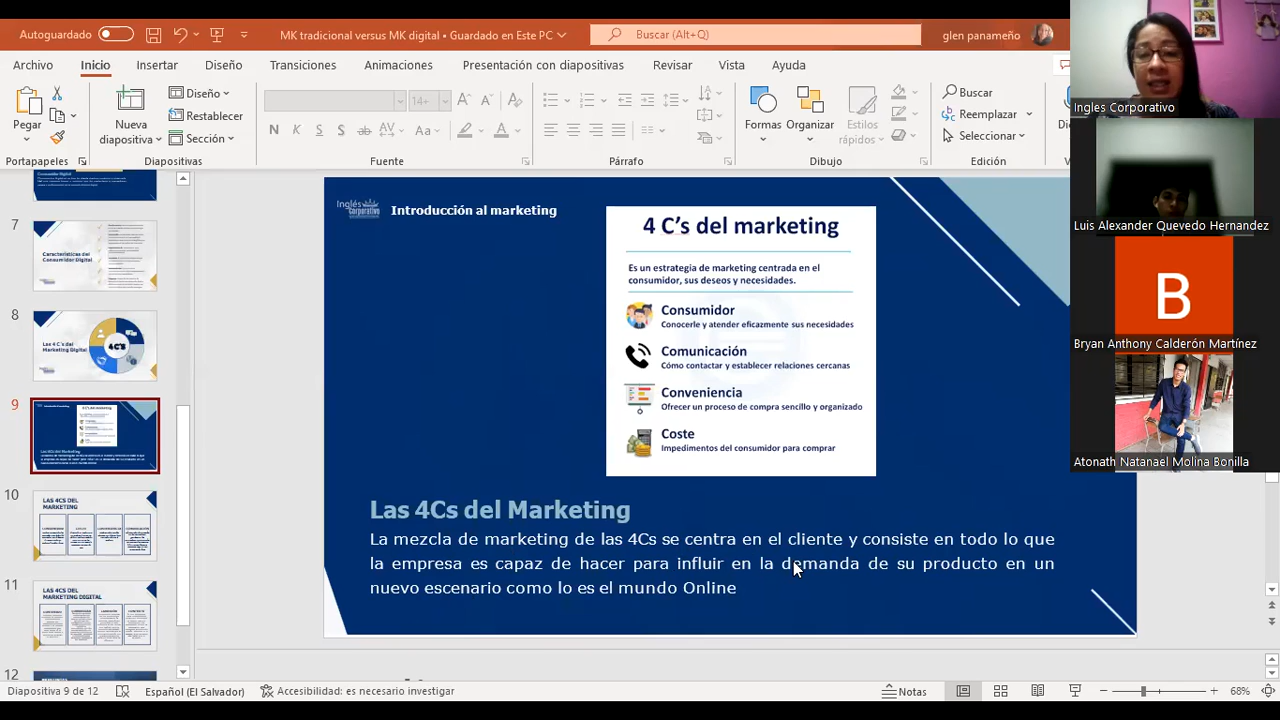 Autoguardado
MK tradicional versus MK digital • Guardado en Este PC
Buscar (Alt+Q)
glen panameño
Archivo Inicio Insertar Diseño Transiciones Animaciones Presentación con diapositivas Revisar Vista Ayuda
Pegar
Nueva
diapositiva
Diseño
Restablecer
Sección
14+
N K S S AV Aa
A A
Formas
Organizar
Estilos
rápidos
Buscar
Reemplazar
Seleccionar
Portapapeles
Diapositivas
Fuente
Párrafo
Dibujo
Edición
Ingles Corporativo
Luis Alexander Quevedo Hernandez
B
Bryan Anthony Calderón Martínez
Atonath Natanael Molina Bonilla
7
Características del
Consumidor Digital
8
Las 4 C´s del
Marketing Digital
4C'S
9
10
LAS 4CS DEL
MARKETING
11
LAS 4CS DEL
MARKETING DIGITAL
12
Inglés
corporativo
Introducción al marketing
4 C’s del marketing
Es un estrategia de marketing centrada en el
consumidor, sus deseos y necesidades.
Consumidor
Conocerle y atender eficazmente sus necesidades
Comunicación
Cómo contactar y establecer relaciones cercanas
Conveniencia
Ofrecer un proceso de compra sencillo y organizado
Coste
Impedimentos del consumidor para comprar
Las 4Cs del Marketing
La mezcla de marketing de las 4Cs se centra en el cliente y consiste en todo lo que
la empresa es capaz de hacer para influir en la demanda de su producto en un
nuevo escenario como lo es el mundo Online
Diapositiva 9 de 12
Español (El Salvador)
Accesibilidad: es necesario investigar
Notas
68%